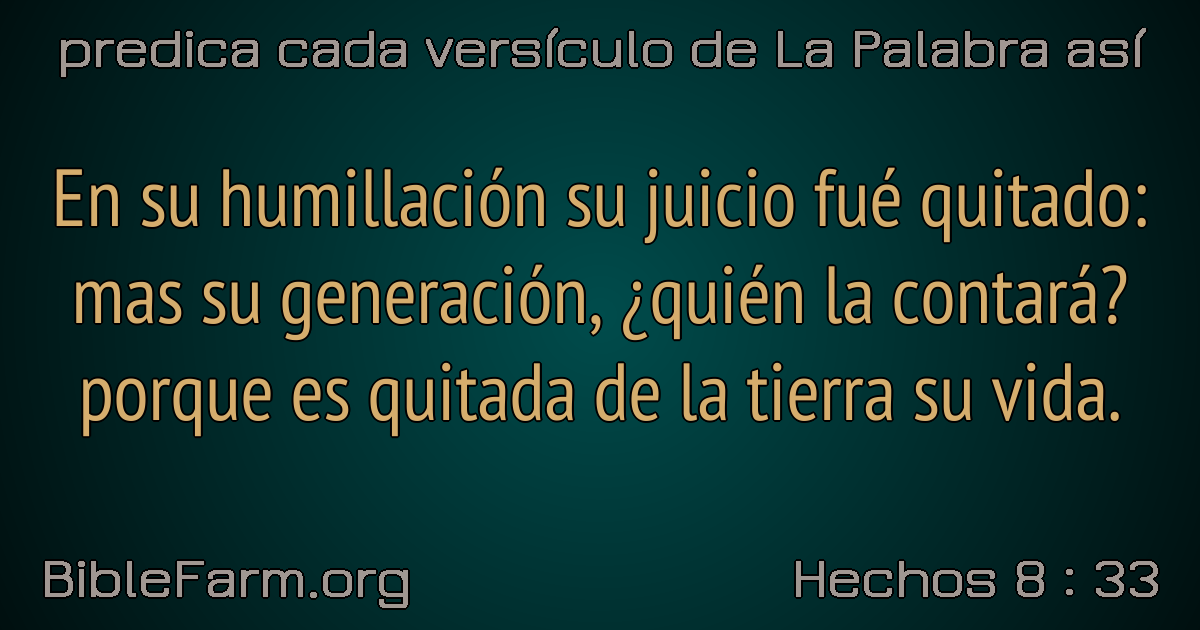 predica cada versículo de La Palabra así
En su humillación su juicio fué quitado:
mas su generación, ¿quién la contará?
porque es quitada de la tierra su vida.
BibleFarm.org
Hechos 8 : 33